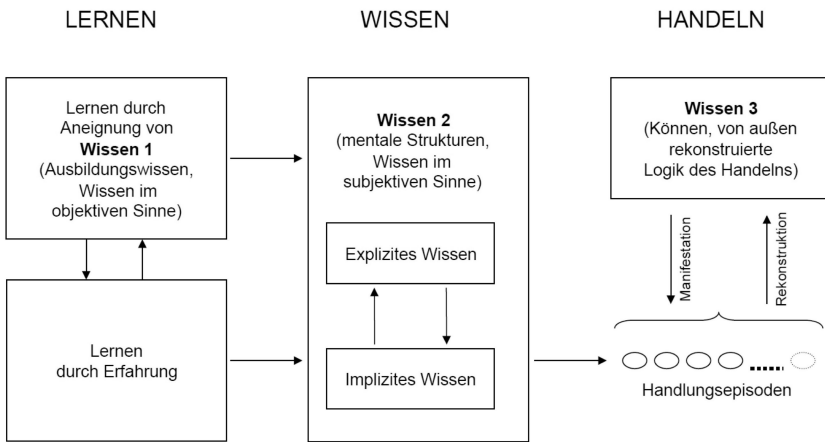 LERNEN
WISSEN
HANDELN
Lernen durch
Aneignung von
Wissen 1
(Ausbildungswissen,
Wissen im
objektiven Sinne)
Lernen
durch Erfahrung
Wissen 2
(mentale Strukturen,
Wissen im
subjektiven Sinne)
Explizites Wissen
Implizites Wissen
Wissen 3
(Können, von außen
rekonstruierte
Logik des Handelns)
Manifestation
Rekonstruktion
Handlungsepisoden